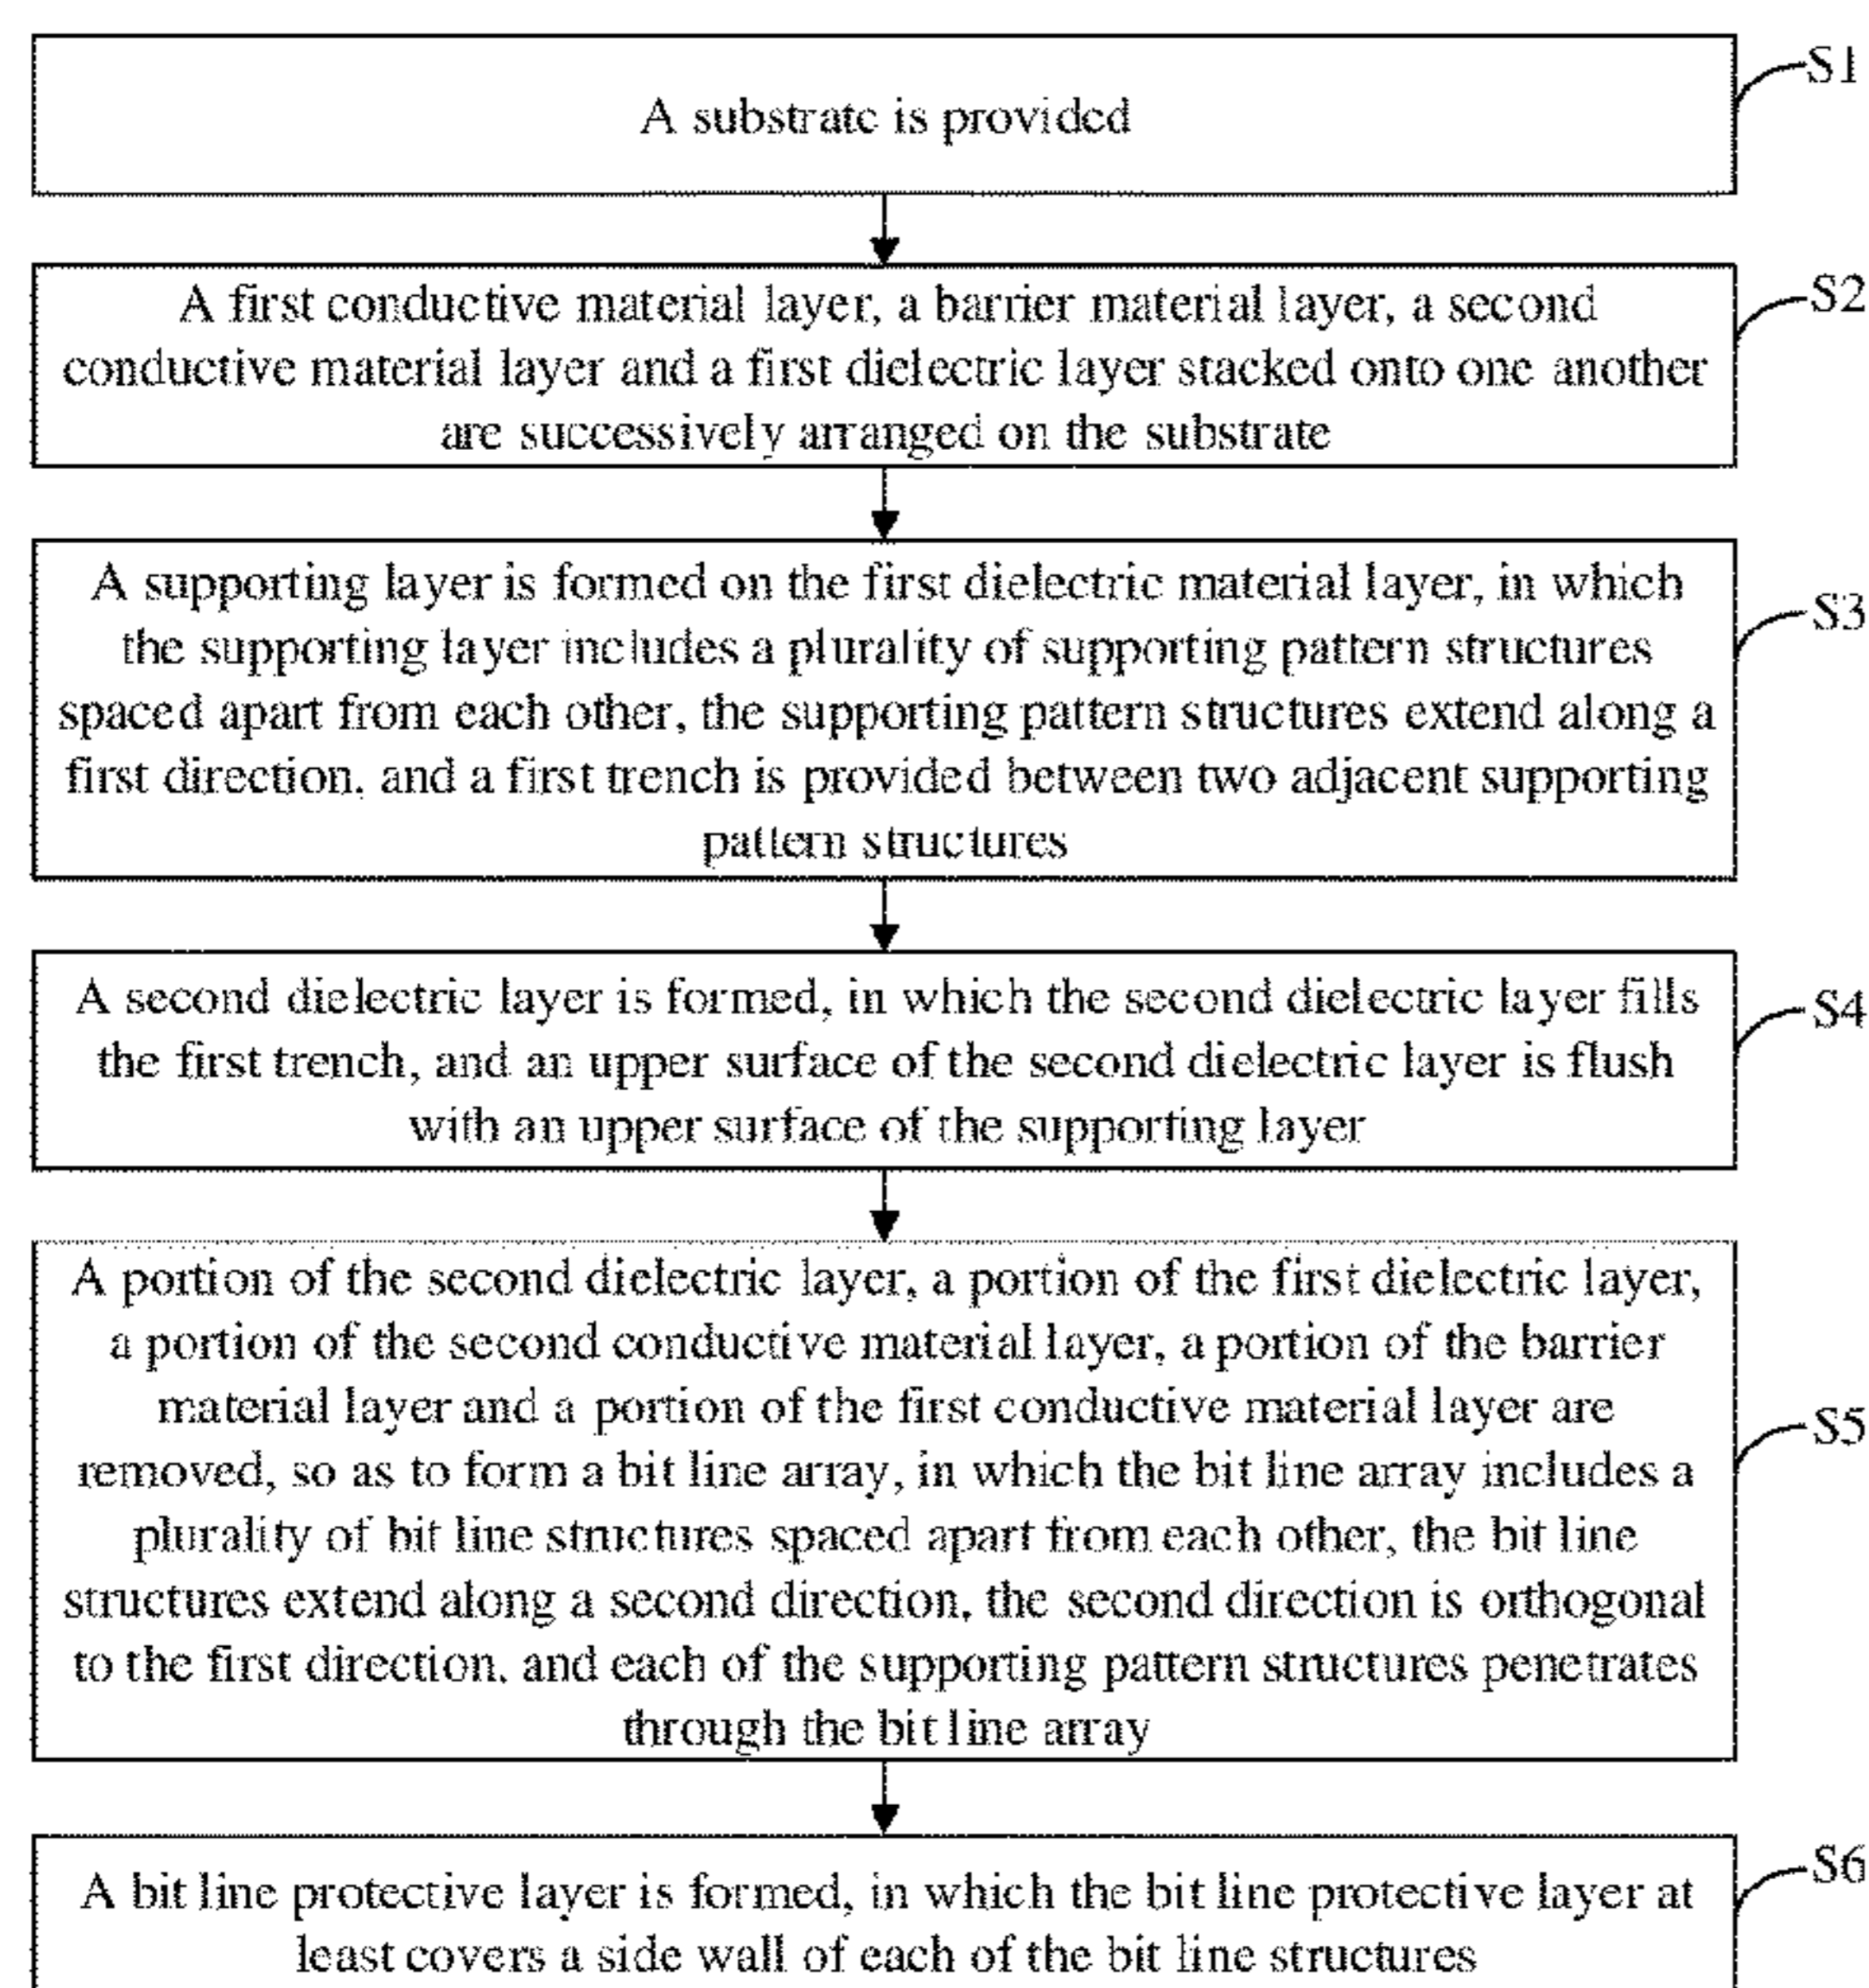 A substrate is provided
S1
A first conductive material layer, a barrier material layer, a second
conductive material layer and a first dielectric layer stacked onto one another
are successively arranged on the substrate
S2
A supporting layer is formed on the first dielectric material layer, in which
the supporting layer includes a plurality of supporting pattern structures
spaced apart from each other, the supporting pattern structures extend along a
first direction, and a first trench is provided between two adjacent supporting
pattern structures
S3
A second dielectric layer is formed, in which the second dielectric layer fills
the first trench, and an upper surface of the second dielectric layer is flush
with an upper surface of the supporting layer
S4
A portion of the second dielectric layer, a portion of the first dielectric layer,
a portion of the second conductive material layer, a portion of the barrier
material layer and a portion of the first conductive material layer are
removed, so as to form a bit line array, in which the bit line array includes a
plurality of bit line structures spaced apart from each other, the bit line
structures extend along a second direction, the second direction is orthogonal
to the first direction, and each of the supporting pattern structures penetrates
through the bit line array
S5
A bit line protective layer is formed, in which the bit line protective layer at
least covers a side wall of each of the bit line structures
S6